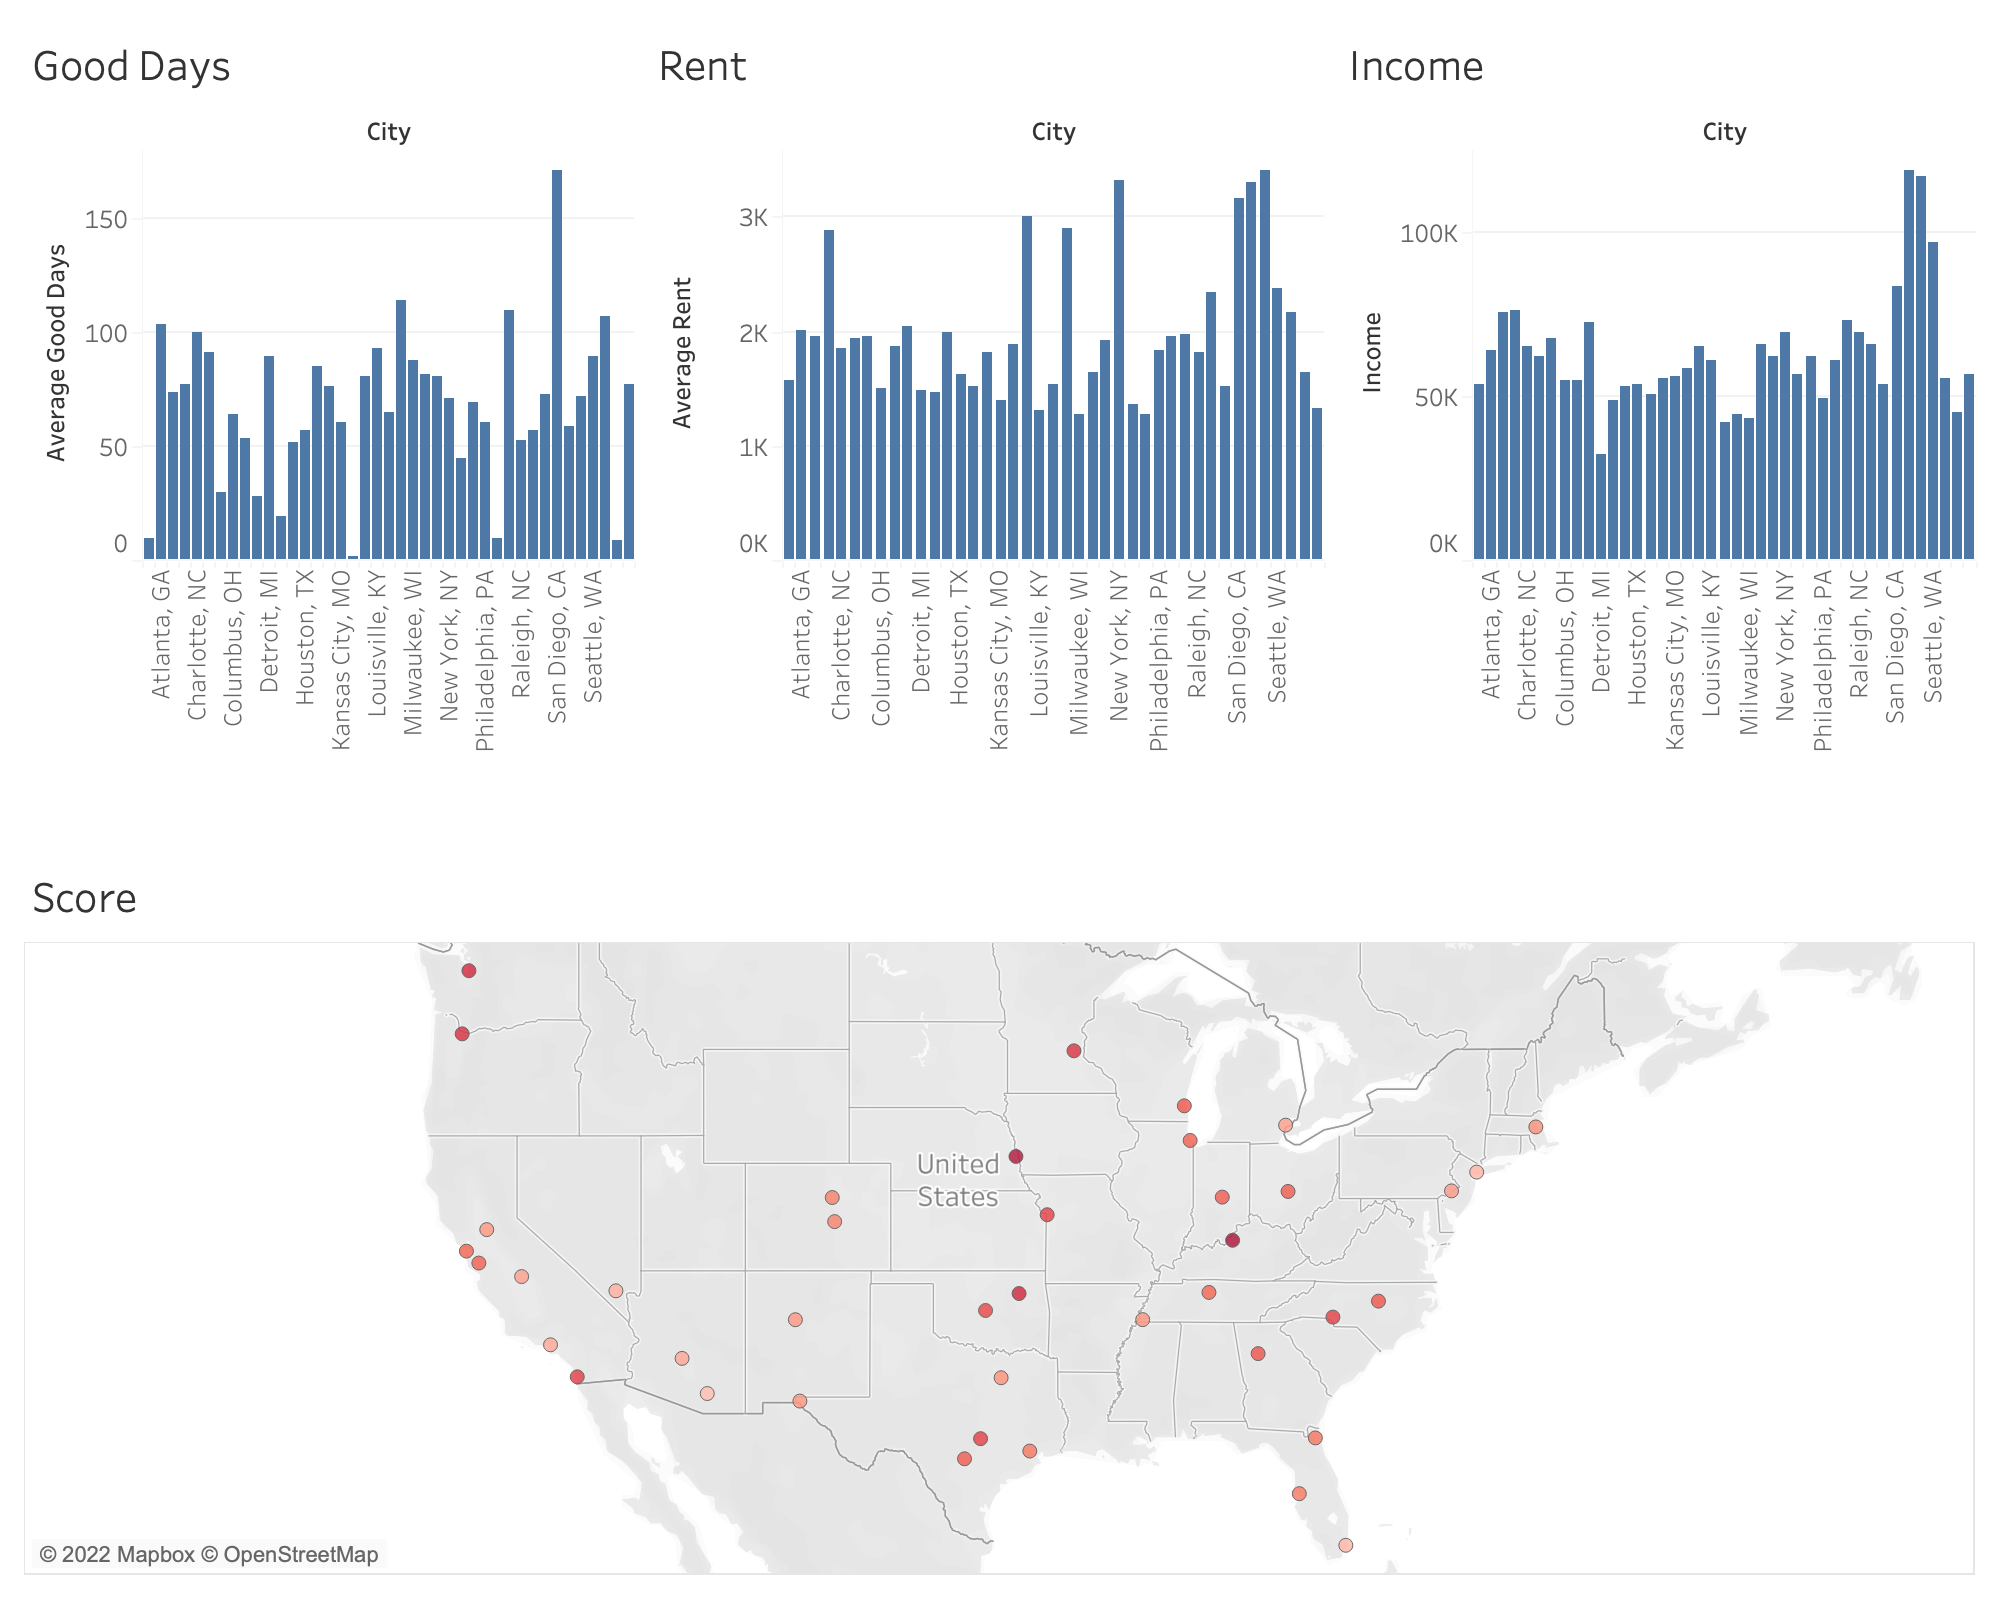 Good Days
Rent
Income
City
City
City
Average Good Days
150
100
50
0
Atlanta, GA
Charlotte, NC
Columbus, OH
Detroit, MI
Houston, TX
Kansas City, MO
Louisville, KY
Milwaukee, WI
New York, NY
Philadelphia, PA
Raleigh, NC
San Diego, CA
Seattle, WA
Average Rent
3K
2K
1K
0K
Atlanta, GA
Charlotte, NC
Columbus, OH
Detroit, MI
Houston, TX
Kansas City, MO
Louisville, KY
Milwaukee, WI
New York, NY
Philadelphia, PA
Raleigh, NC
San Diego, CA
Seattle, WA
Income
100K
50K
0K
Atlanta, GA
Charlotte, NC
Columbus, OH
Detroit, MI
Houston, TX
Kansas City, MO
Louisville, KY
Milwaukee, WI
New York, NY
Philadelphia, PA
Raleigh, NC
San Diego, CA
Seattle, WA
Score
United
States
© 2022 Mapbox © OpenStreetMap